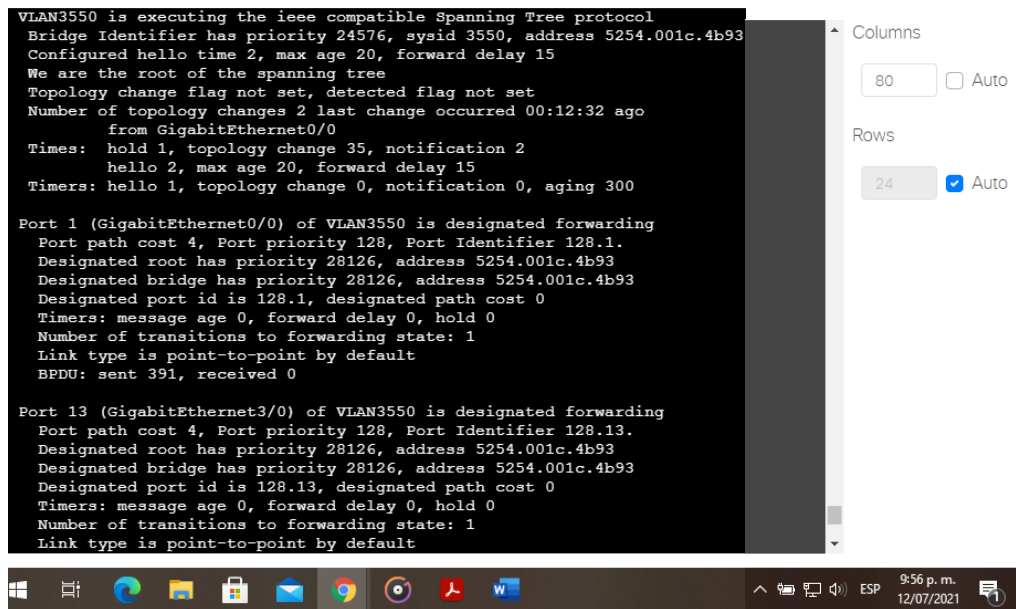 VLAN3550 is executing the ieee compatible Spanning Tree protocol
Bridge Identifier has priority 24576, sysid 3550, address 5254.001c.4b93
Configured hello time 2, max age 20, forward delay 15
We are the root of the spanning tree
Topology change flag not set, detected flag not set
Number of topology changes 2 last change occurred 00:12:32 ago
from GigabitEthernet0/0
Times: hold 1, topology change 35, notification 2
hello 2, max age 20, forward delay 15
Timers: hello 1, topology change 0, notification 0, aging 300
Port 1 (GigabitEthernet0/0) of VLAN3550 is designated forwarding
Port path cost 4, Port priority 128, Port Identifier 128.1.
Designated root has priority 28126, address 5254.001c.4b93
Designated bridge has priority 28126, address 5254.001c.4b93
Designated port id is 128.1, designated path cost 0
Timers: message age 0, forward delay 0, hold 0
Number of transitions to forwarding state: 1
Link type is point-to-point by default
BPDU: sent 391, received 0
Port 13 (GigabitEthernet3/0) of VLAN3550 is designated forwarding
Port path cost 4, Port priority 128, Port Identifier 128.13.
Designated root has priority 28126, address 5254.001c.4b93
Designated bridge has priority 28126, address 5254.001c.4b93
Designated port id is 128.13, designated path cost 0
Timers: message age 0, forward delay 0, hold 0
Number of transitions to forwarding state: 1
Link type is point-to-point by default
Columns
80 Auto
Rows
24 Auto
W
ESP
9:56 p. m.
12/07/2021
1